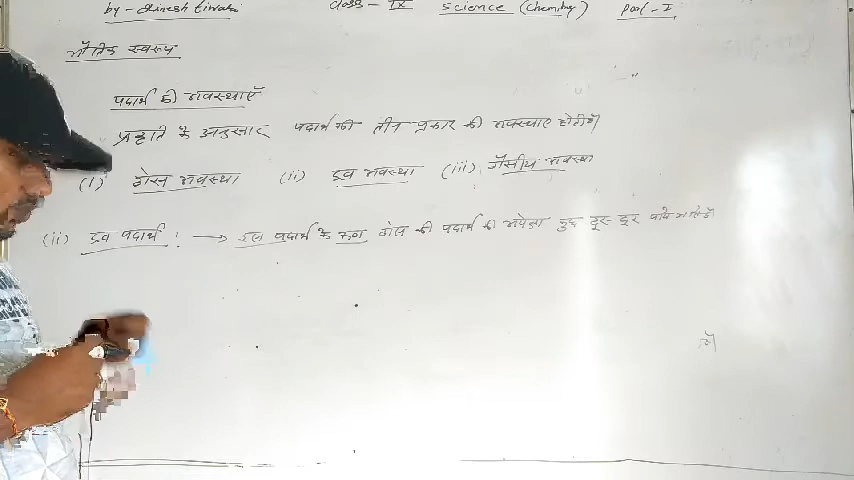 by - Dinesh Tiwari Class - IX Science (Chemistry) Part - I
भौतिक स्वरूप
पदार्थ की अवस्थाएँ
प्रकृति के अनुसार पदार्थ की तीन प्रकार की अवस्थाएं होती हैं
(i) ठोस अवस्था (ii) द्रव अवस्था (iii) गैसीय अवस्था
(ii) द्रव पदार्थ : → इस पदार्थ के कण ठोस की पदार्थ की अपेक्षा कुछ दूर दूर पाये जाते हैं